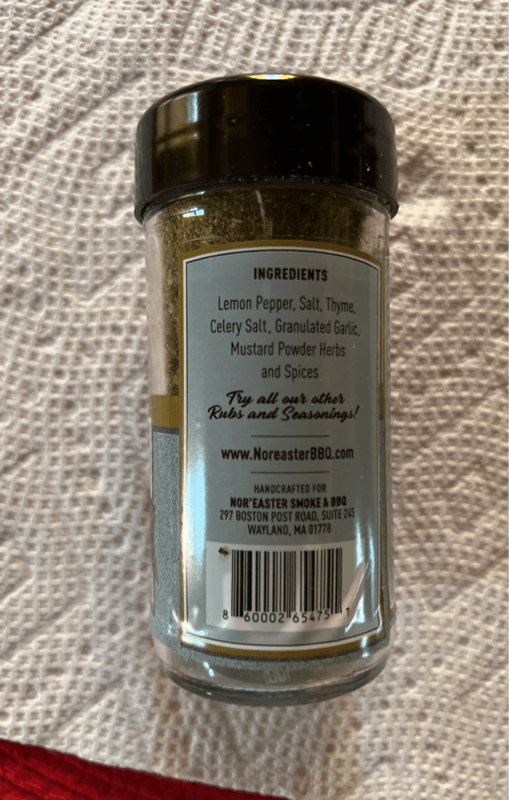 INGREDIENTS
Lemon Pepper, Salt, Thyme,
Celery Salt, Granulated Garlic,
Mustard Powder Herbs
and Spices
Try all our other
Rubs and Seasonings!
www.NoreasterBBQ.com
HANDCRAFTED FOR
NOR'EASTER SMOKE & BBQ
297 BOSTON POST ROAD, SUITE 245
WAYLAND, MA 01778
8 60002 65475 1